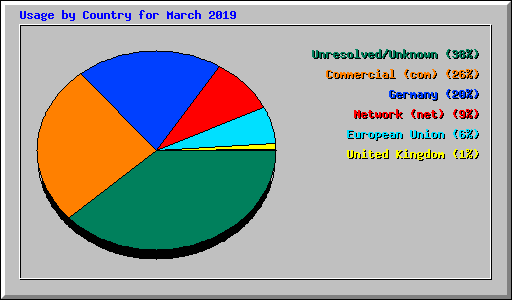 Usage by Country for March 2019
Unresolved/Unknown (38%)
Commercial (com) (26%)
Germany (20%)
Network (net) (9%)
European Union (6%)
United Kingdom (1%)